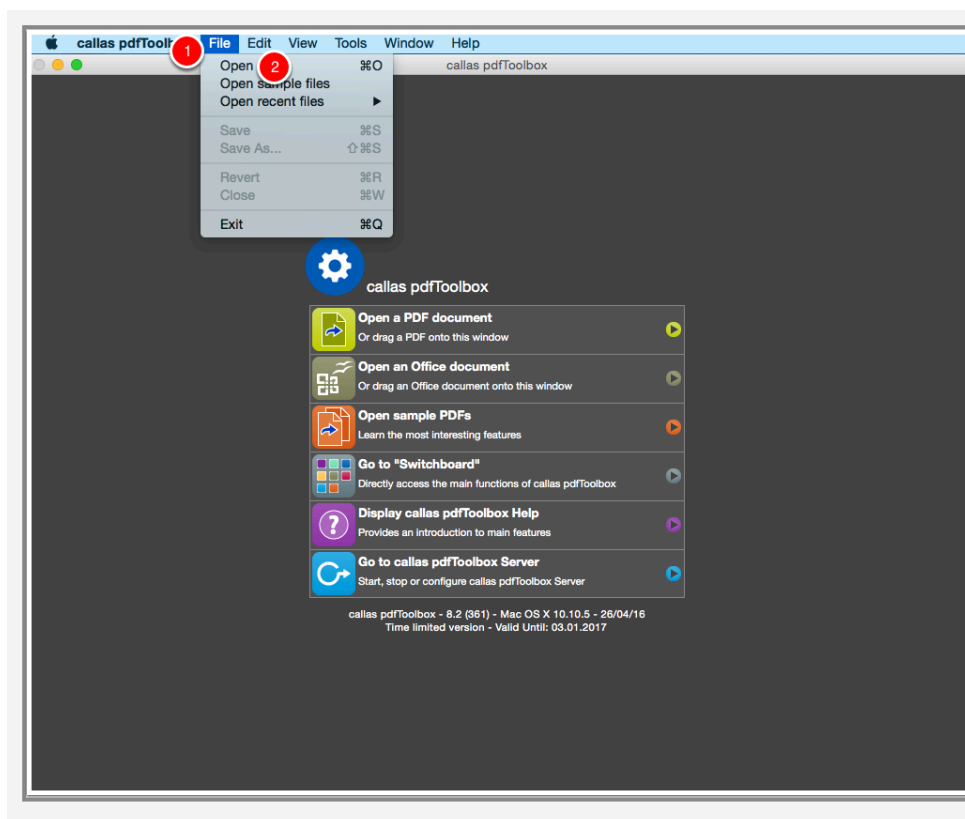 callas pdfToolb File Edit View Tools Window Help
1
callas pdfToolbox
Open ⌘O
2
Open sample files
Open recent files ▶
Save ⌘S
Save As... ⇧⌘S
Revert ⌘R
Close ⌘W
Exit ⌘Q
callas pdfToolbox
Open a PDF document
Or drag a PDF onto this window
Open an Office document
Or drag an Office document onto this window
Open sample PDFs
Learn the most interesting features
Go to "Switchboard"
Directly access the main functions of callas pdfToolbox
?
Display callas pdfToolbox Help
Provides an introduction to main features
Go to callas pdfToolbox Server
Start, stop or configure callas pdfToolbox Server
callas pdfToolbox - 8.2 (361) - Mac OS X 10.10.5 - 26/04/16
Time limited version - Valid Until: 03.01.2017